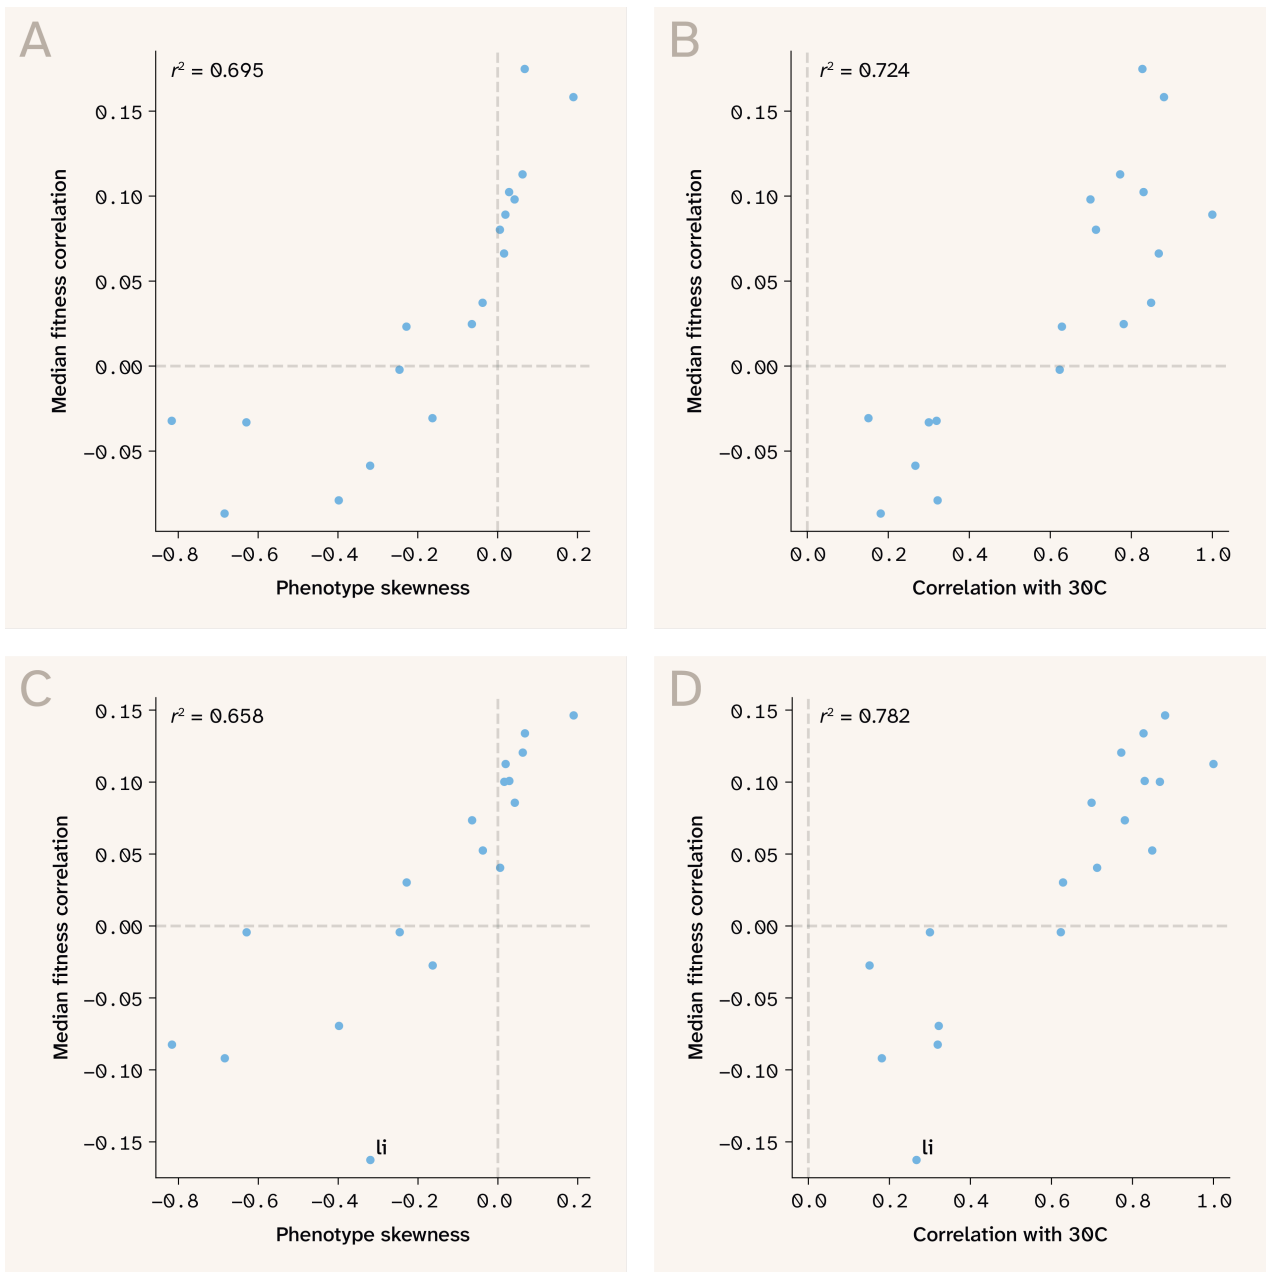 A
r² = 0.695
Median fitness correlation
0.15
0.10
0.05
0.00
−0.05
−0.8 −0.6 −0.4 −0.2 0.0 0.2
Phenotype skewness
B
r² = 0.724
Median fitness correlation
0.15
0.10
0.05
0.00
−0.05
0.0 0.2 0.4 0.6 0.8 1.0
Correlation with 30C
C
r² = 0.658
Median fitness correlation
0.15
0.10
0.05
0.00
−0.05
−0.10
−0.15
li
−0.8 −0.6 −0.4 −0.2 0.0 0.2
Phenotype skewness
D
r² = 0.782
Median fitness correlation
0.15
0.10
0.05
0.00
−0.05
−0.10
−0.15
li
0.0 0.2 0.4 0.6 0.8 1.0
Correlation with 30C